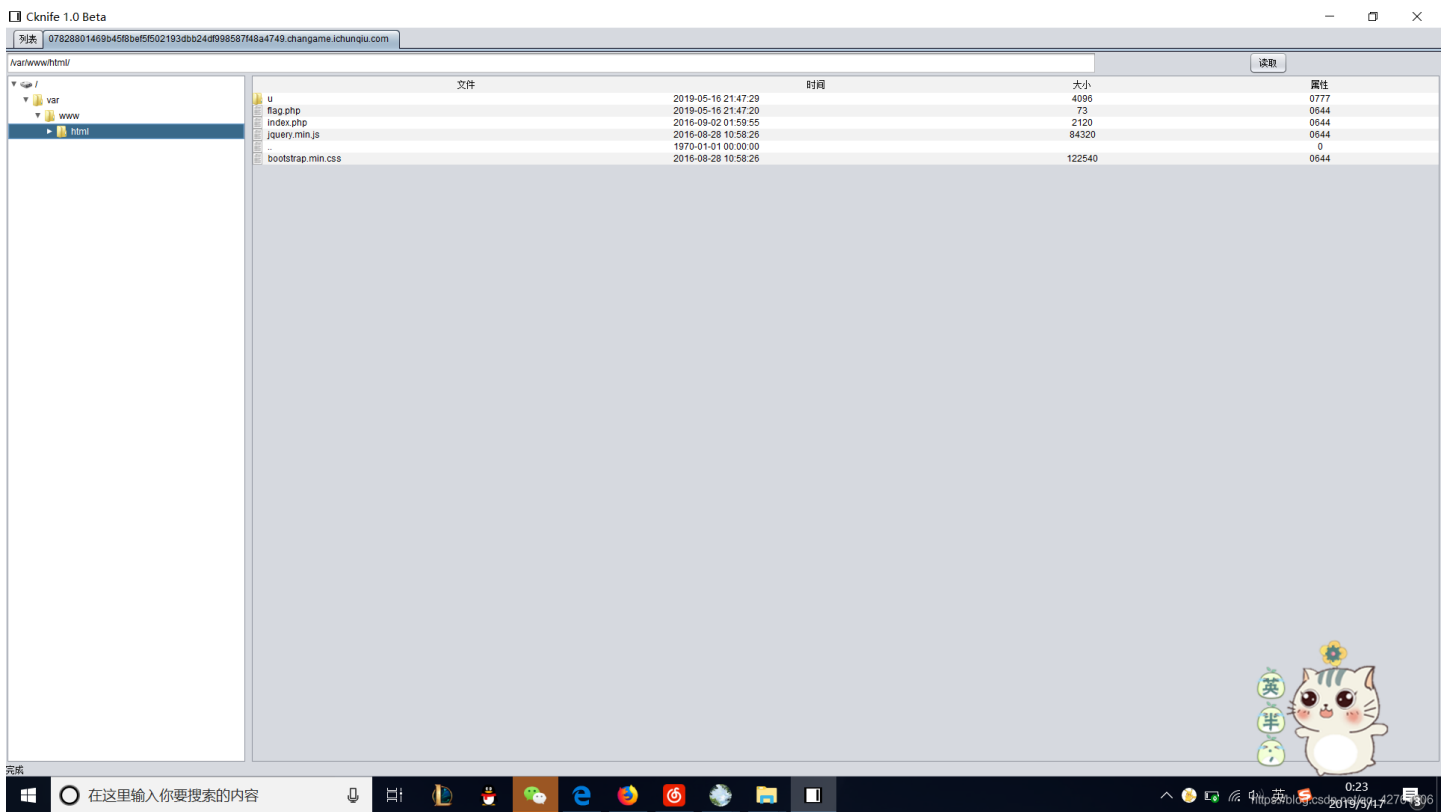 Cknife 1.0 Beta
列表 07828801469b45f8bef5f502193dbb24df998587f48a4749.changame.ichunqiu.com
/var/www/html/ 读取
/ 文件 时间 大小 属性
var
www
html
u 2019-05-16 21:47:29 4096 0777
flag.php 2019-05-16 21:47:20 73 0644
index.php 2016-09-02 01:59:55 2120 0644
jquery.min.js 2016-08-28 10:58:26 84320 0644
.. 1970-01-01 00:00:00 0
bootstrap.min.css 2016-08-28 10:58:26 122540 0644
英
半
完成
在这里输入你要搜索的内容
英 0:23
2019/5/17
3